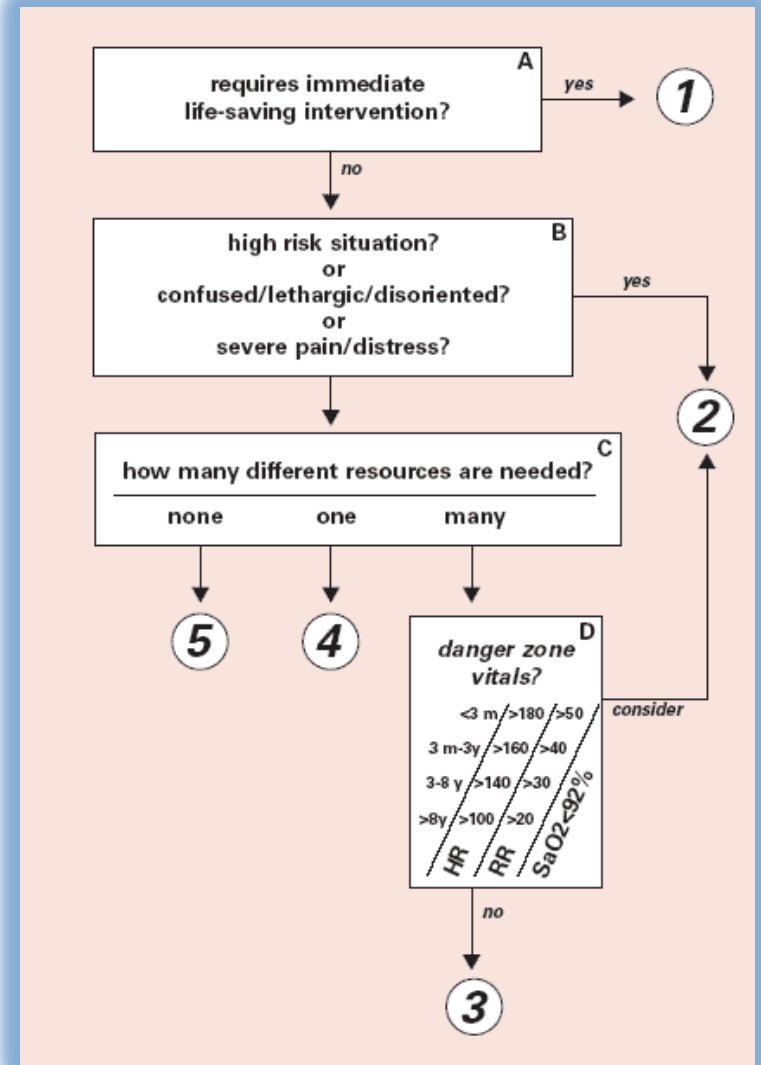 A
requires immediate
life-saving intervention?
yes
1
no
B
high risk situation?
or
confused/lethargic/disoriented?
or
severe pain/distress?
yes
2
C
how many different resources are needed?
none one many
5 4
D
danger zone
vitals?
<3 m >180 >50
3 m-3y >160 >40
3-8 y >140 >30
>8y >100 >20
HR RR SaO2<92%
consider
no
3